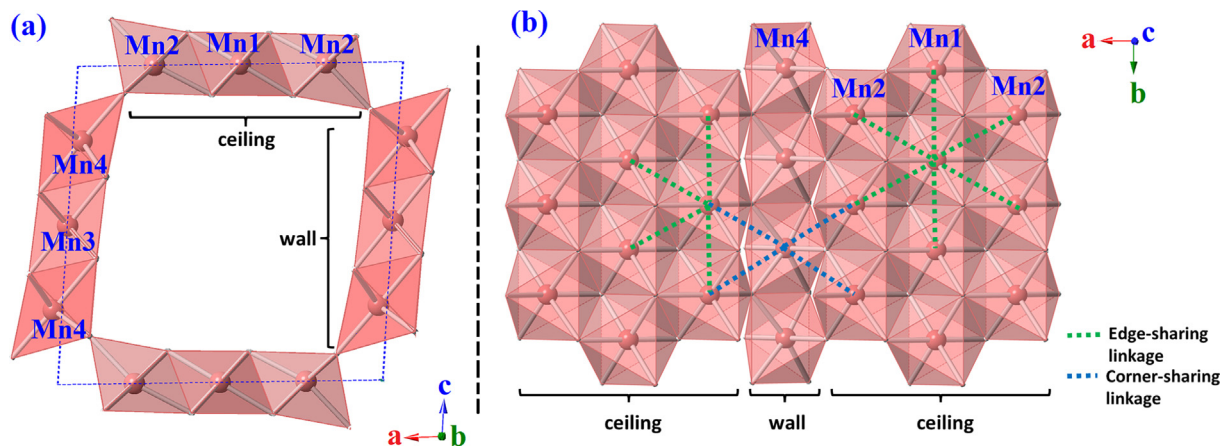 (a)
Mn2 Mn1 Mn2
ceiling
Mn4
wall
Mn3
Mn4
c
a b
(b)
Mn4 Mn1
a c
b
Mn2 Mn2
Edge-sharing
linkage
Corner-sharing
linkage
ceiling wall ceiling